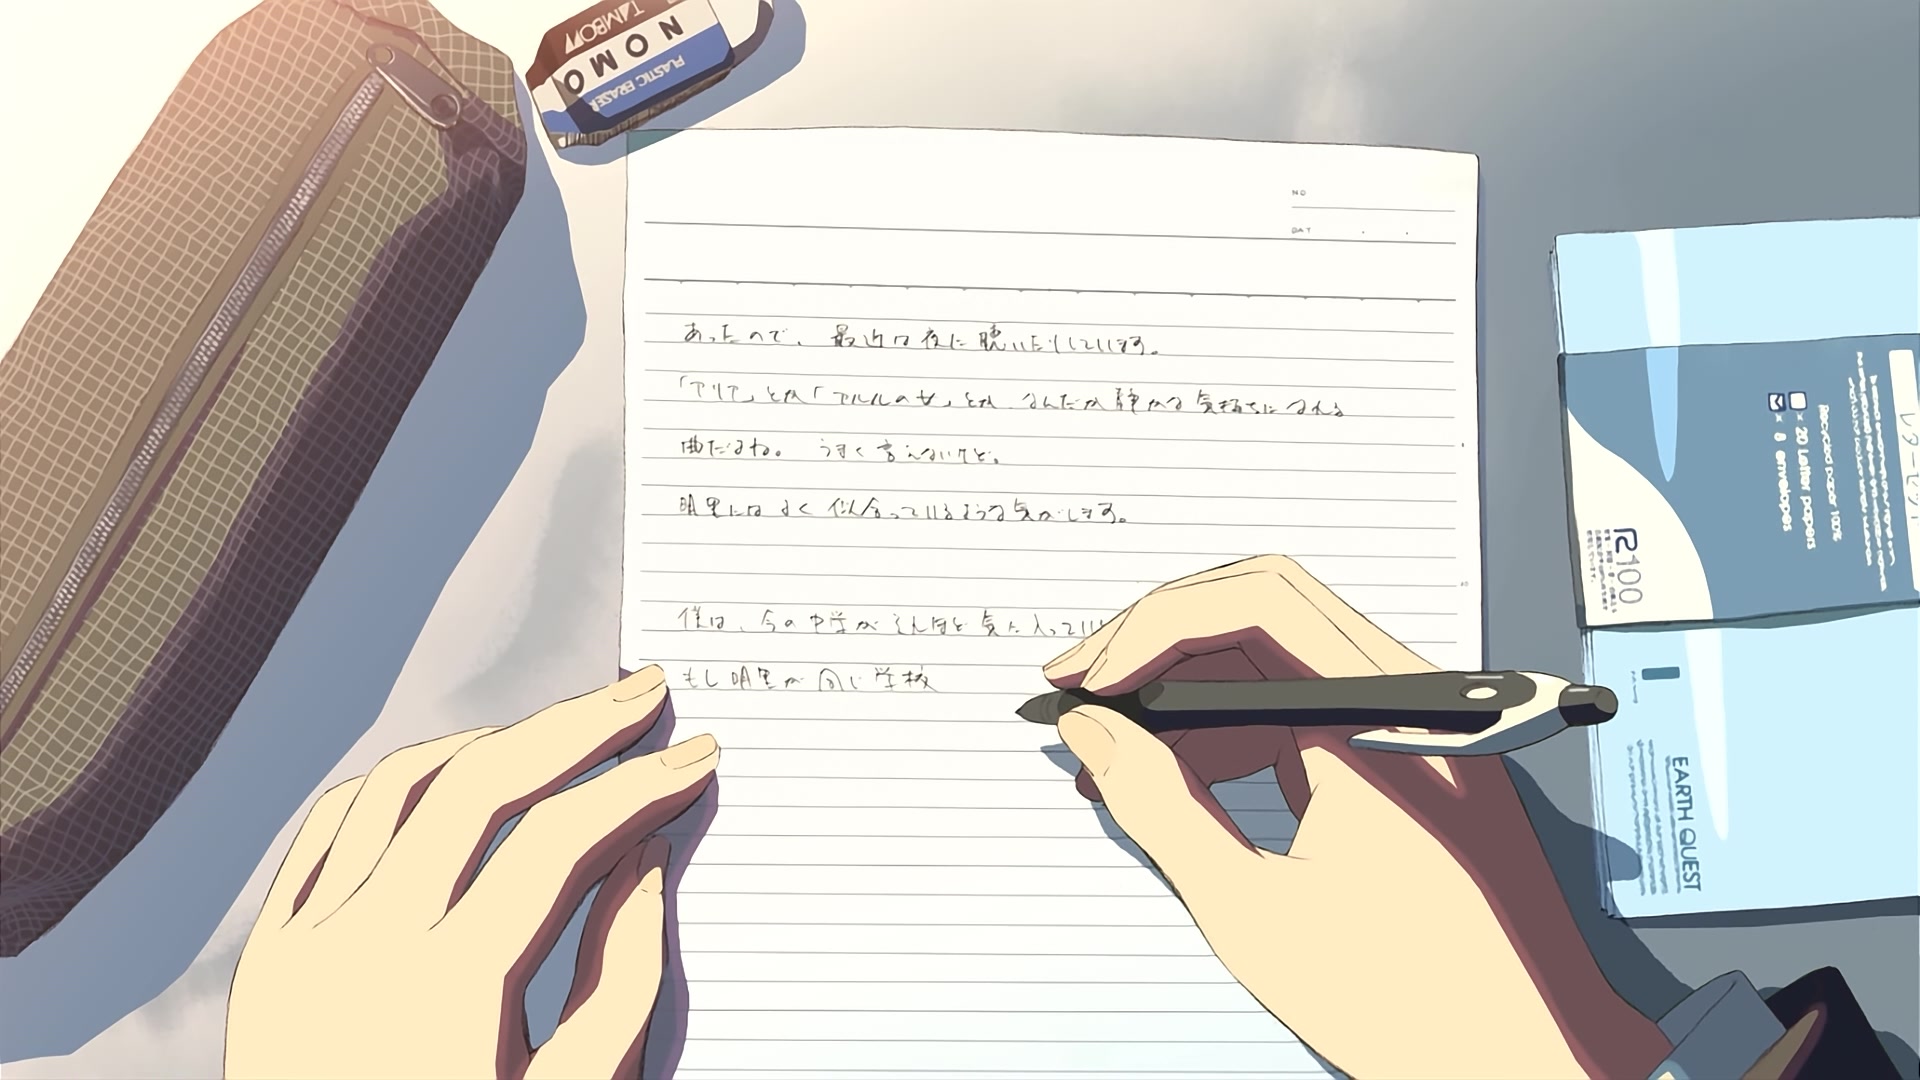 TAMBOW
NOMO
PLASTIC ERASER
NO
DAT
あったので、最近は夜に聴いたりしています。
「アリア」とか「アルルの女」とか、なんだか静かな気持ちになれる
曲だよね。 うまく言えないけど。
明里にはよく似合っているような気がします。
僕は、今の中学がそんなに気に入ってい
もし明里が同じ学校
レターセット
Recycled paper 100%
× 20 Letter papers
× 8 envelopes
R100
EARTH QUEST